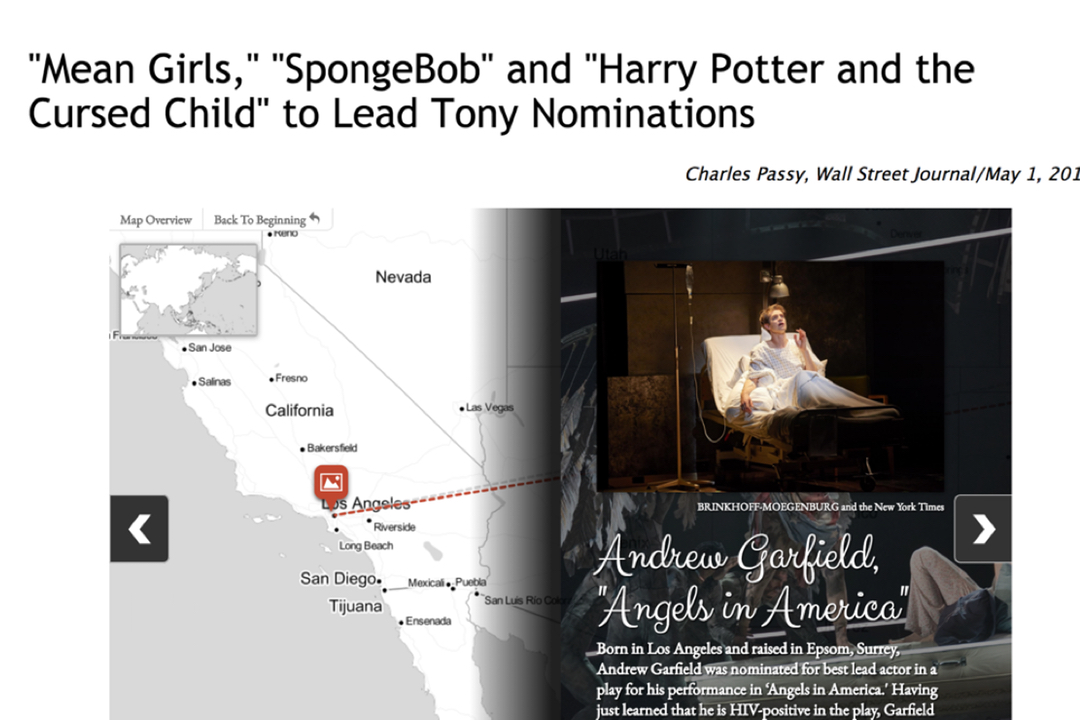 "Mean Girls," "SpongeBob" and "Harry Potter and the
Cursed Child" to Lead Tony Nominations
Charles Passy, Wall Street Journal/May 1, 201
Map Overview
Back To Beginning
Reno
Nevada
Utah
Denver
San Jose
Salinas
Fresno
California
Las Vegas
Bakersfield
Los Angeles
Riverside
Long Beach
San Diego
Mexicali
Puebla
Tijuana
San Luis Río
Ensenada
BRINKHOFF-MOEGENBURG and the New York Times
Andrew Garfield,
"Angels in America"
Born in Los Angeles and raised in Epsom, Surrey,
Andrew Garfield was nominated for best lead actor in a
play for his performance in 'Angels in America.' Having
just learned that he is HIV-positive in the play, Garfield